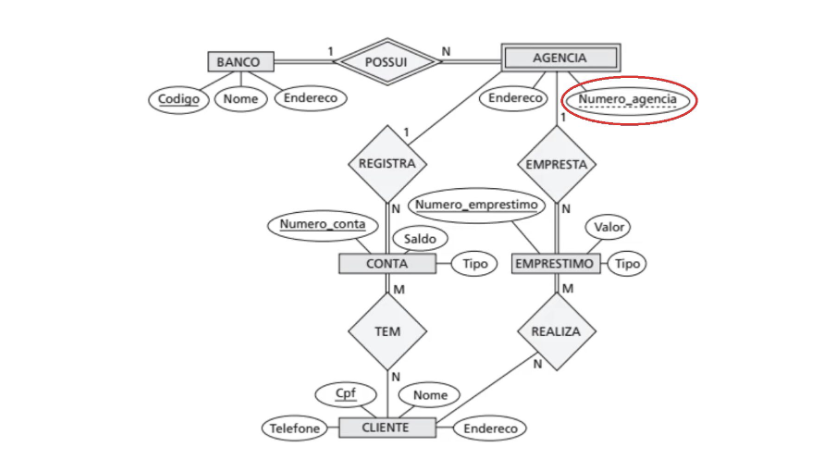 1
N
BANCO
POSSUI
AGENCIA
Codigo
Nome
Endereco
Endereco
Numero_agencia
1
1
REGISTRA
EMPRESTA
N
N
Numero_conta
Saldo
Numero_emprestimo
Valor
CONTA
Tipo
EMPRESTIMO
Tipo
M
M
TEM
REALIZA
N
N
Cpf
Nome
Telefone
CLIENTE
Endereco